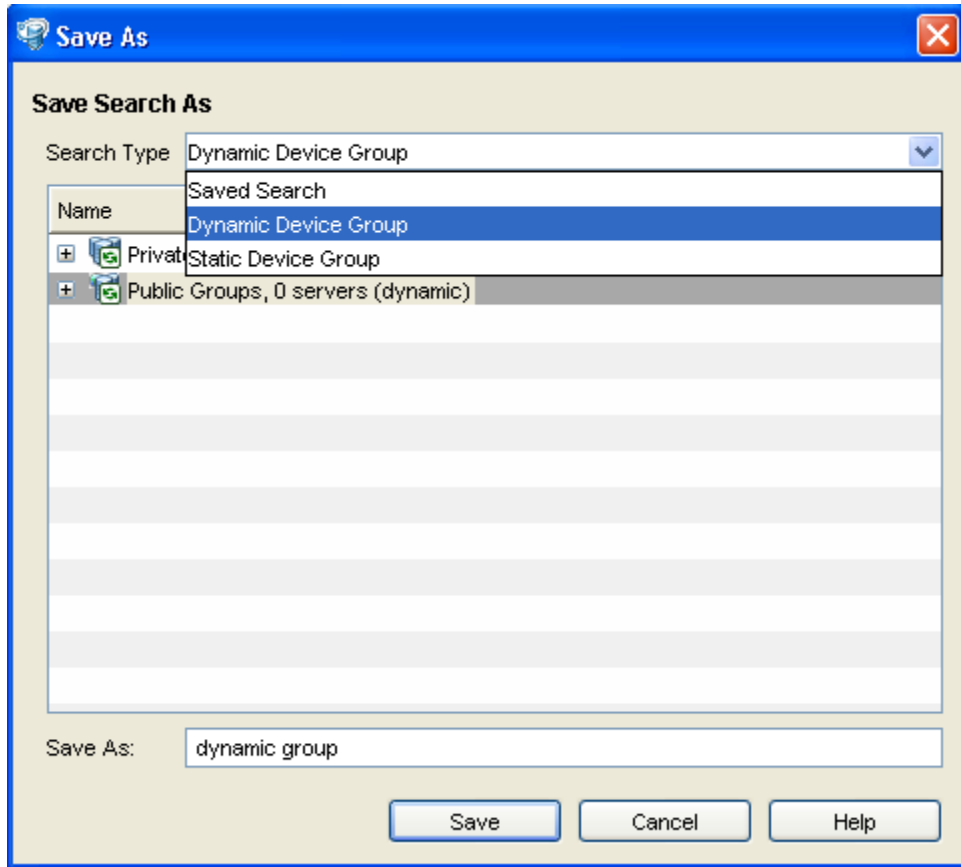 Save As
Save Search As
Search Type Dynamic Device Group
Saved Search
Dynamic Device Group
Static Device Group
Name
Public Groups, 0 servers (dynamic)
Save As: dynamic group
Save Cancel Help